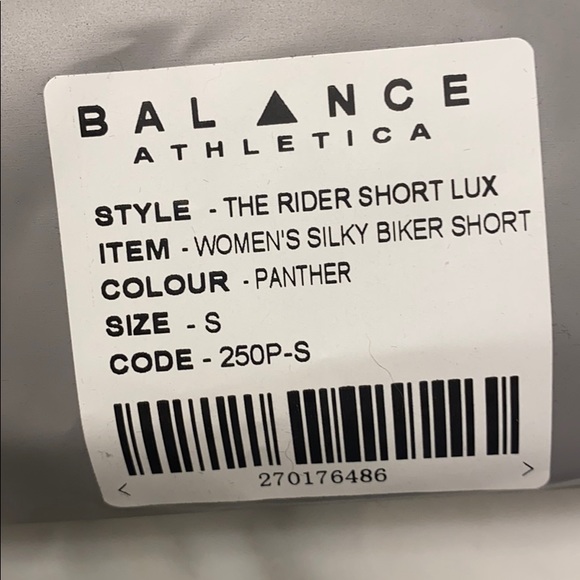 BAL▲NCE
ATHLETICA
STYLE - THE RIDER SHORT LUX
ITEM - WOMEN'S SILKY BIKER SHORT
COLOUR - PANTHER
SIZE - S
CODE - 250P-S
< 270176486 >